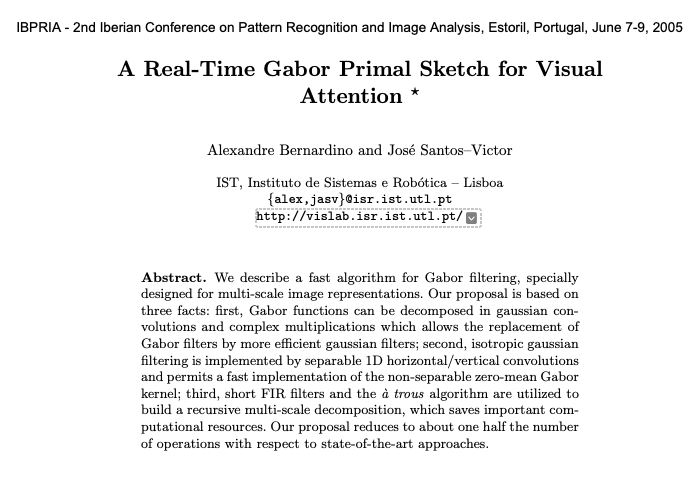 IBPRIA - 2nd Iberian Conference on Pattern Recognition and Image Analysis, Estoril, Portugal, June 7-9, 2005
A Real-Time Gabor Primal Sketch for Visual
Attention ⋆
Alexandre Bernardino and José Santos–Victor
IST, Instituto de Sistemas e Robótica – Lisboa
{alex,jasv}@isr.ist.utl.pt
http://vislab.isr.ist.utl.pt/
Abstract. We describe a fast algorithm for Gabor filtering, specially
designed for multi-scale image representations. Our proposal is based on
three facts: first, Gabor functions can be decomposed in gaussian con-
volutions and complex multiplications which allows the replacement of
Gabor filters by more efficient gaussian filters; second, isotropic gaussian
filtering is implemented by separable 1D horizontal/vertical convolutions
and permits a fast implementation of the non-separable zero-mean Gabor
kernel; third, short FIR filters and the à trous algorithm are utilized to
build a recursive multi-scale decomposition, which saves important com-
putational resources. Our proposal reduces to about one half the number
of operations with respect to state-of-the-art approaches.